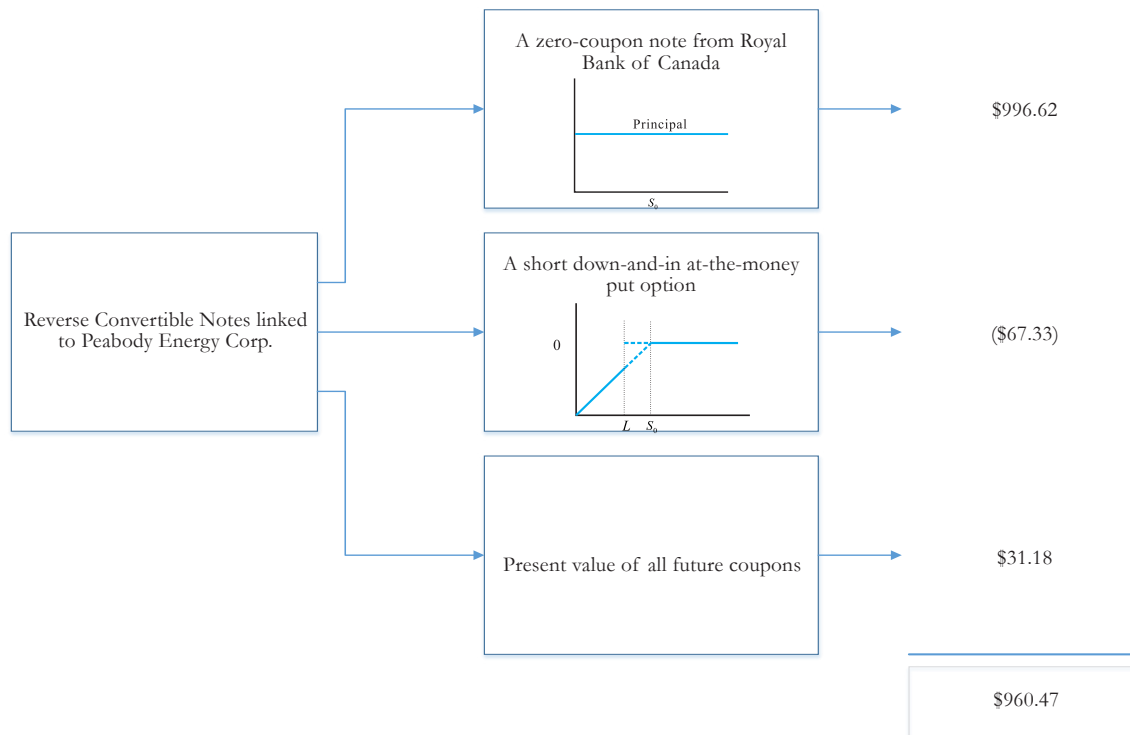 A zero-coupon note from Royal
Bank of Canada
Principal
S₀
$996.62
Reverse Convertible Notes linked
to Peabody Energy Corp.
A short down-and-in at-the-money
put option
0
L S₀
($67.33)
Present value of all future coupons
$31.18
$960.47